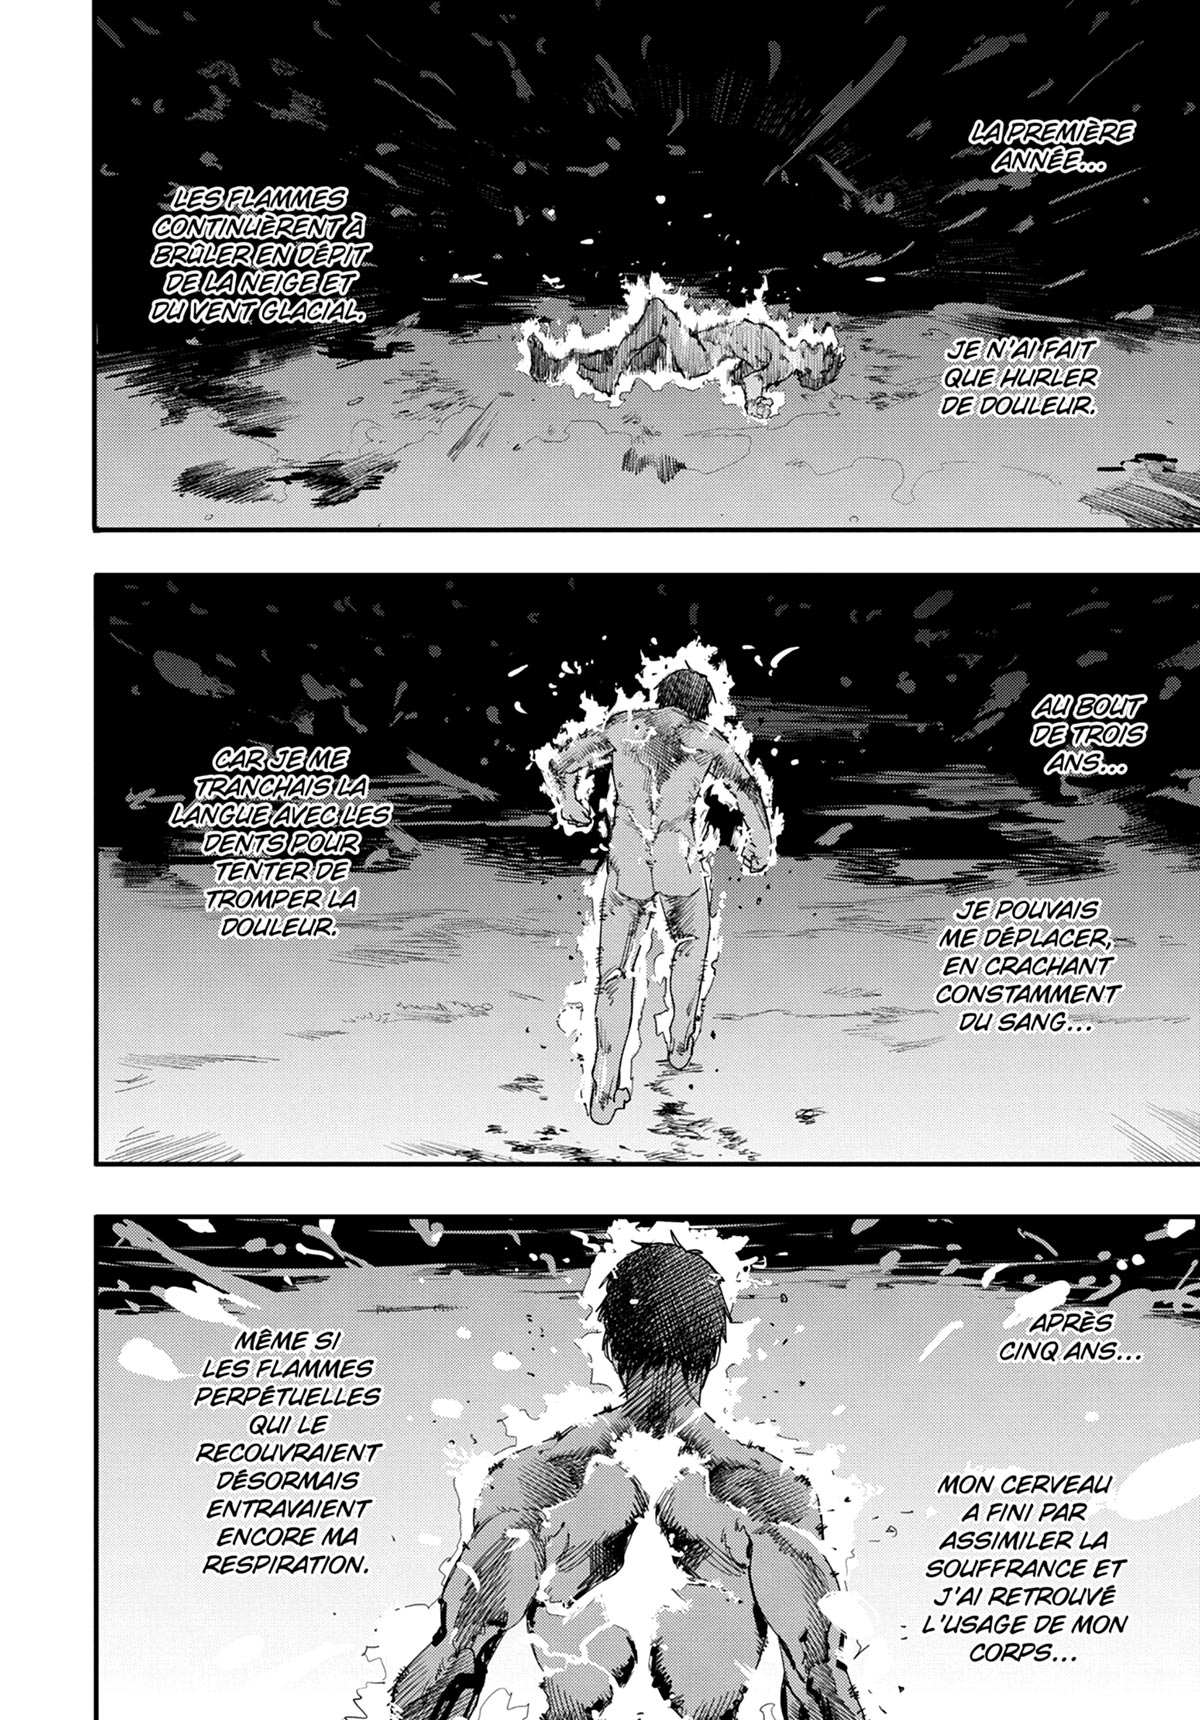 LA PREMIÈRE
ANNÉE...
JE N'AI FAIT
QUE HURLER
DE DOULEUR.
LES FLAMMES
CONTINUÈRENT À
BRÛLER EN DÉPIT
DE LA NEIGE ET
DU VENT GLACIAL.
AU BOUT
DE TROIS
ANS...
JE POUVAIS
ME DÉPLACER,
EN CRACHANT
CONSTAMMENT
DU SANG...
CAR JE ME
TRANCHAIS LA
LANGUE AVEC LES
DENTS POUR
TENTER DE
TROMPER LA
DOULEUR.
APRÈS
CINQ ANS...
MON CERVEAU
A FINI PAR
ASSIMILER LA
SOUFFRANCE ET
J'AI RETROUVÉ
L'USAGE DE MON
CORPS...
MÊME SI
LES FLAMMES
PERPÉTUELLES
QUI LE
RECOUVRAIENT
DÉSORMAIS
ENTRAVAIENT
ENCORE MA
RESPIRATION.